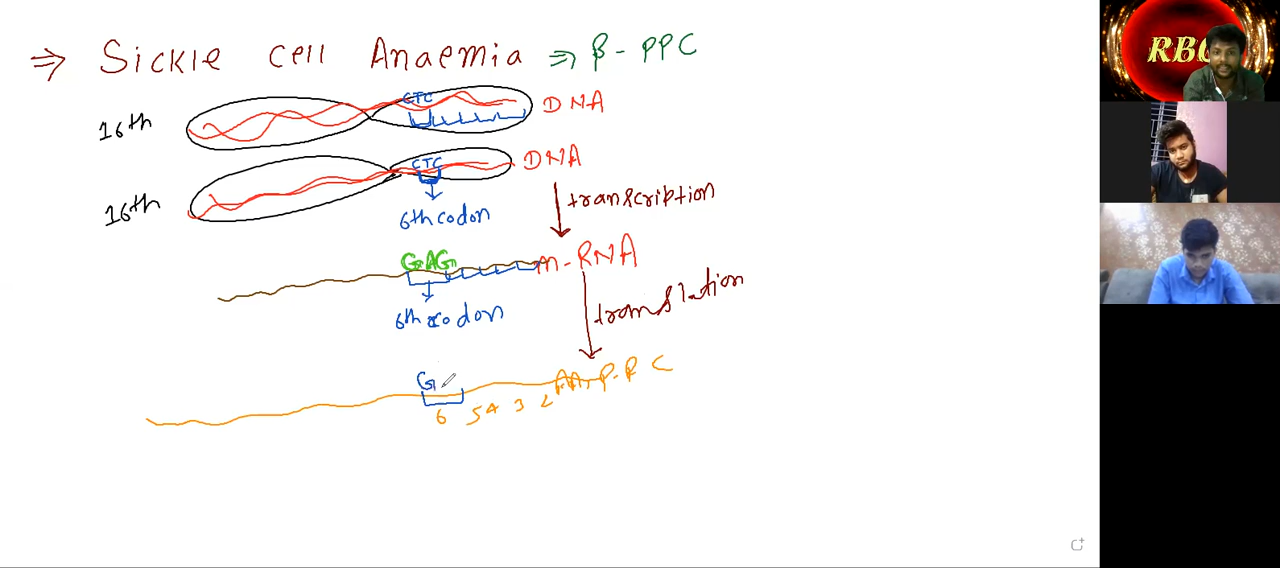 ⇒ Sickle cell Anaemia ⇒ β-PPC
CTC
DNA
16th
CTC
DNA
16th
transcription
6th codon
GAG
m-RNA
6th codon
translation
G
AA, P-P C
6 5 4 3 2
RBC